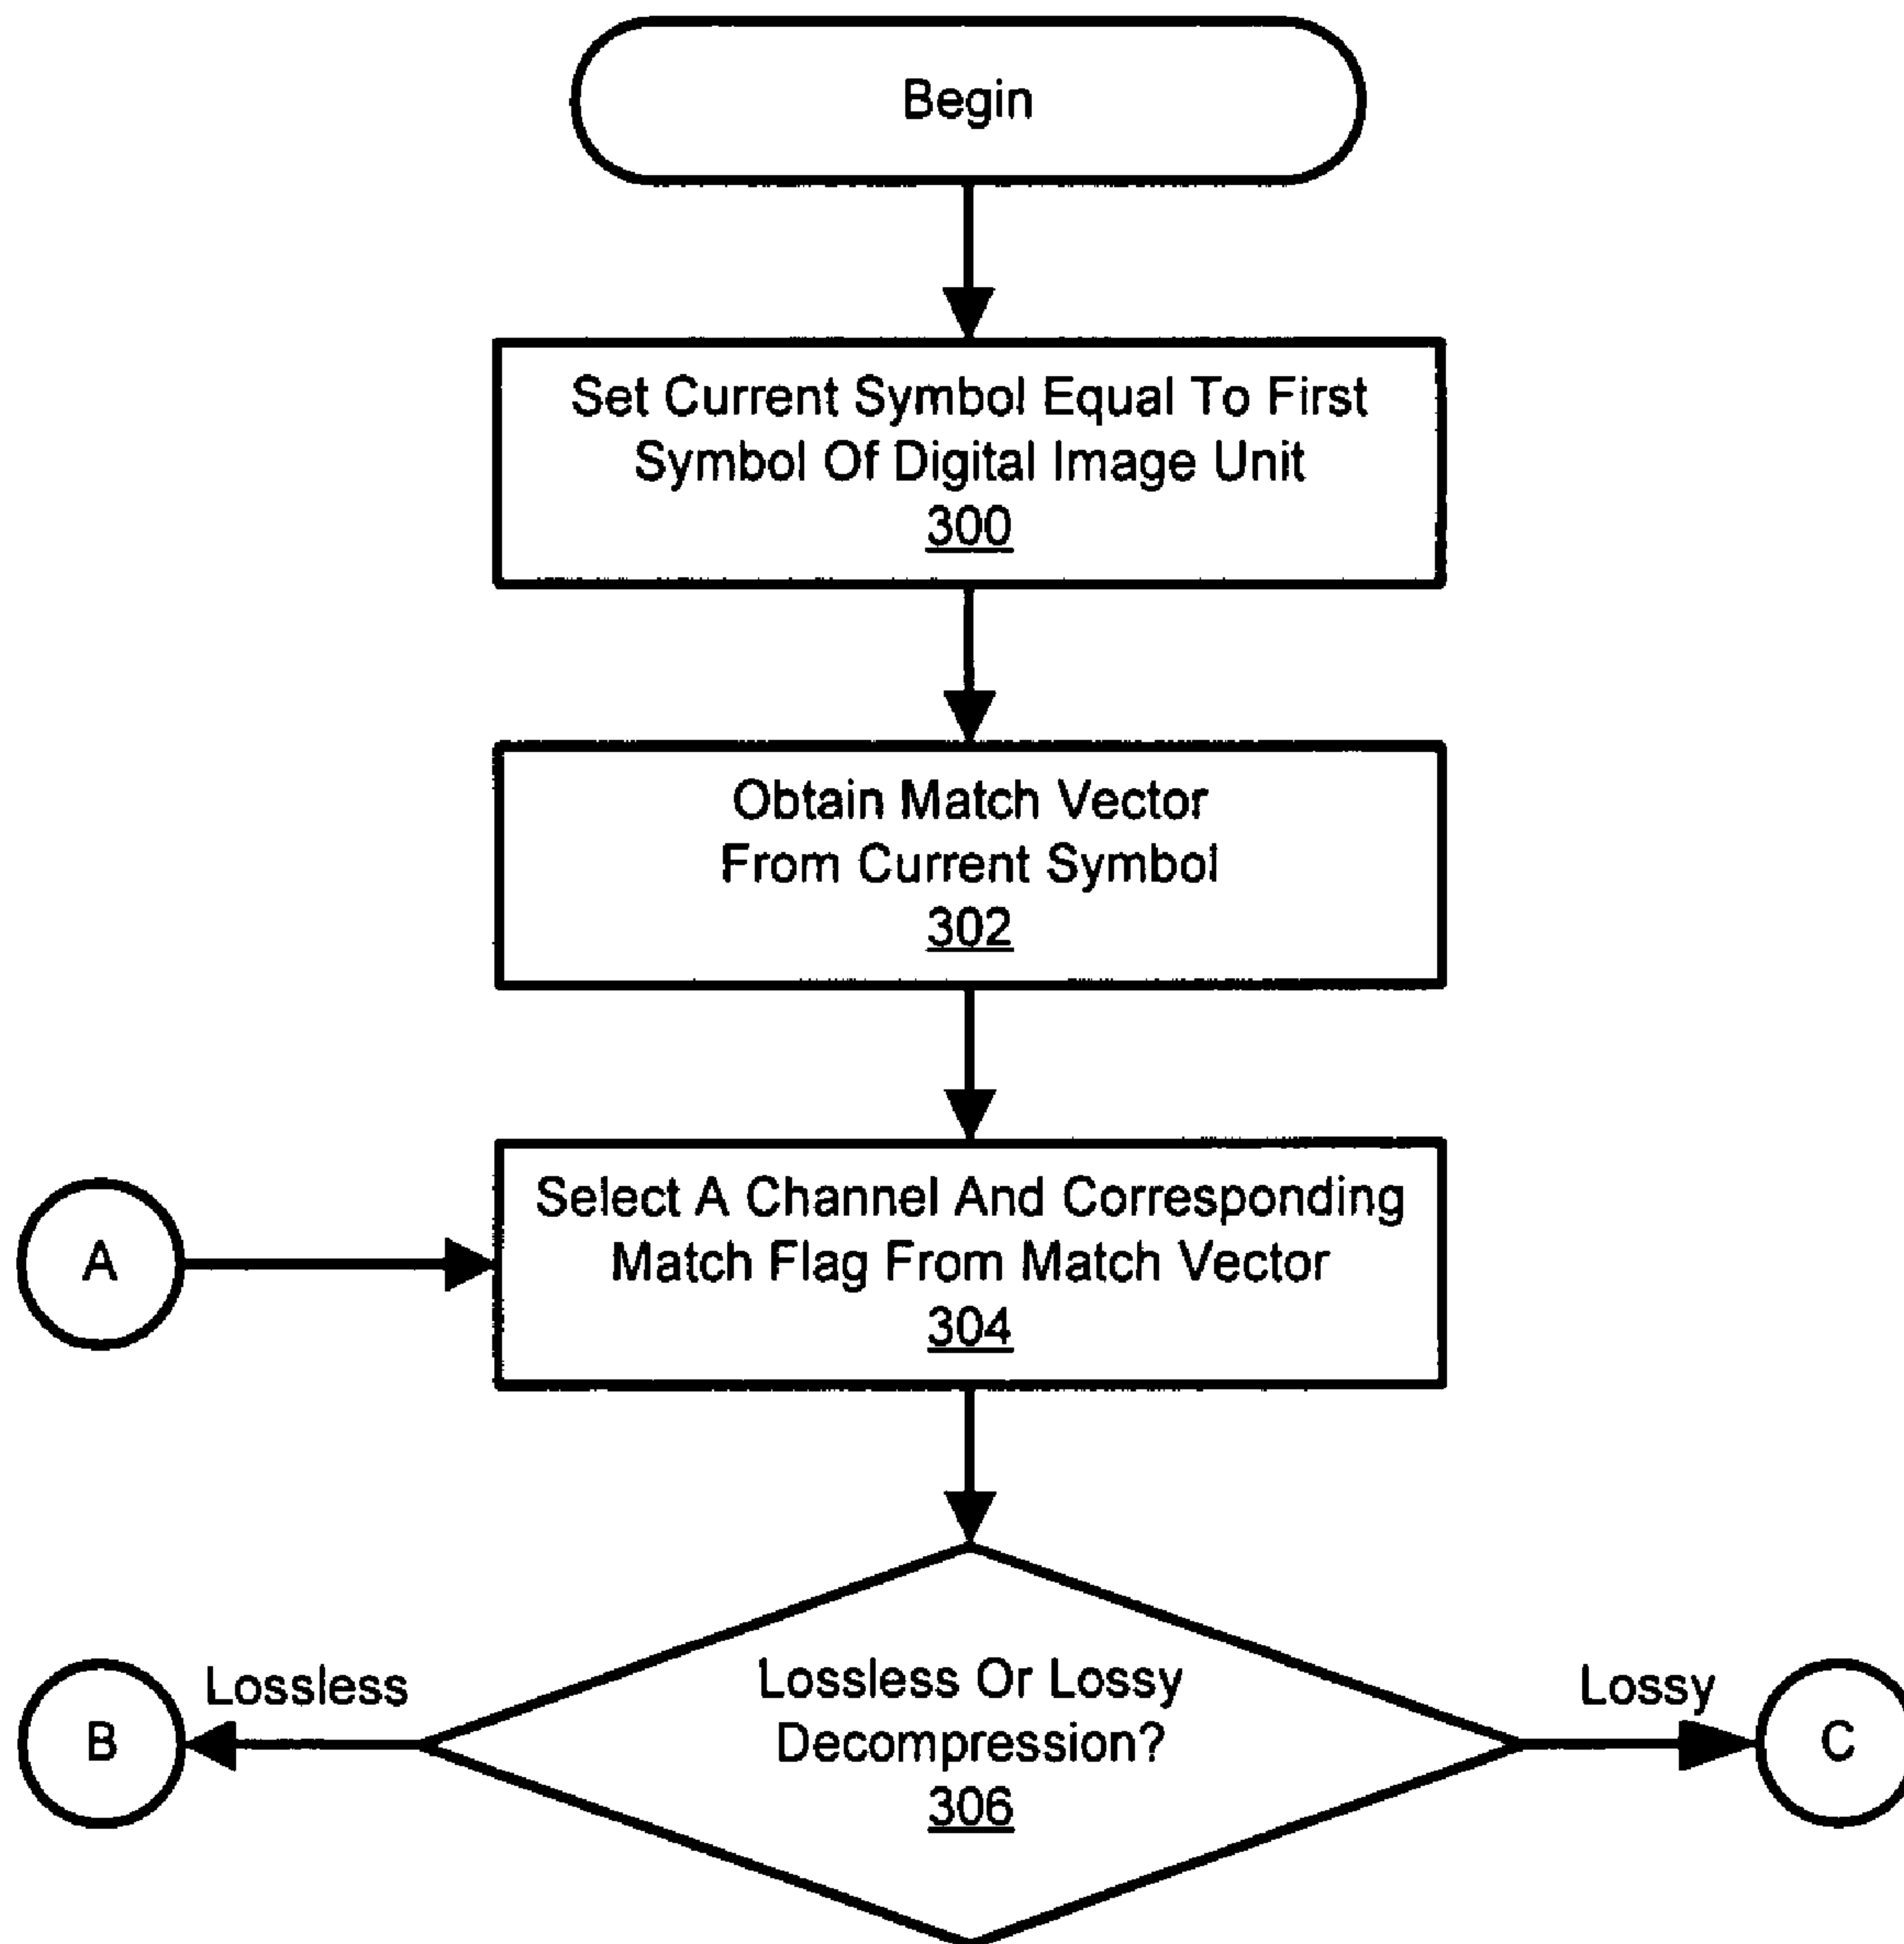 Begin
Set Current Symbol Equal To First
Symbol Of Digital Image Unit
300
Obtain Match Vector
From Current Symbol
302
Select A Channel And Corresponding
Match Flag From Match Vector
304
A
Lossless Or Lossy
Decompression?
306
Lossless
B
Lossy
C